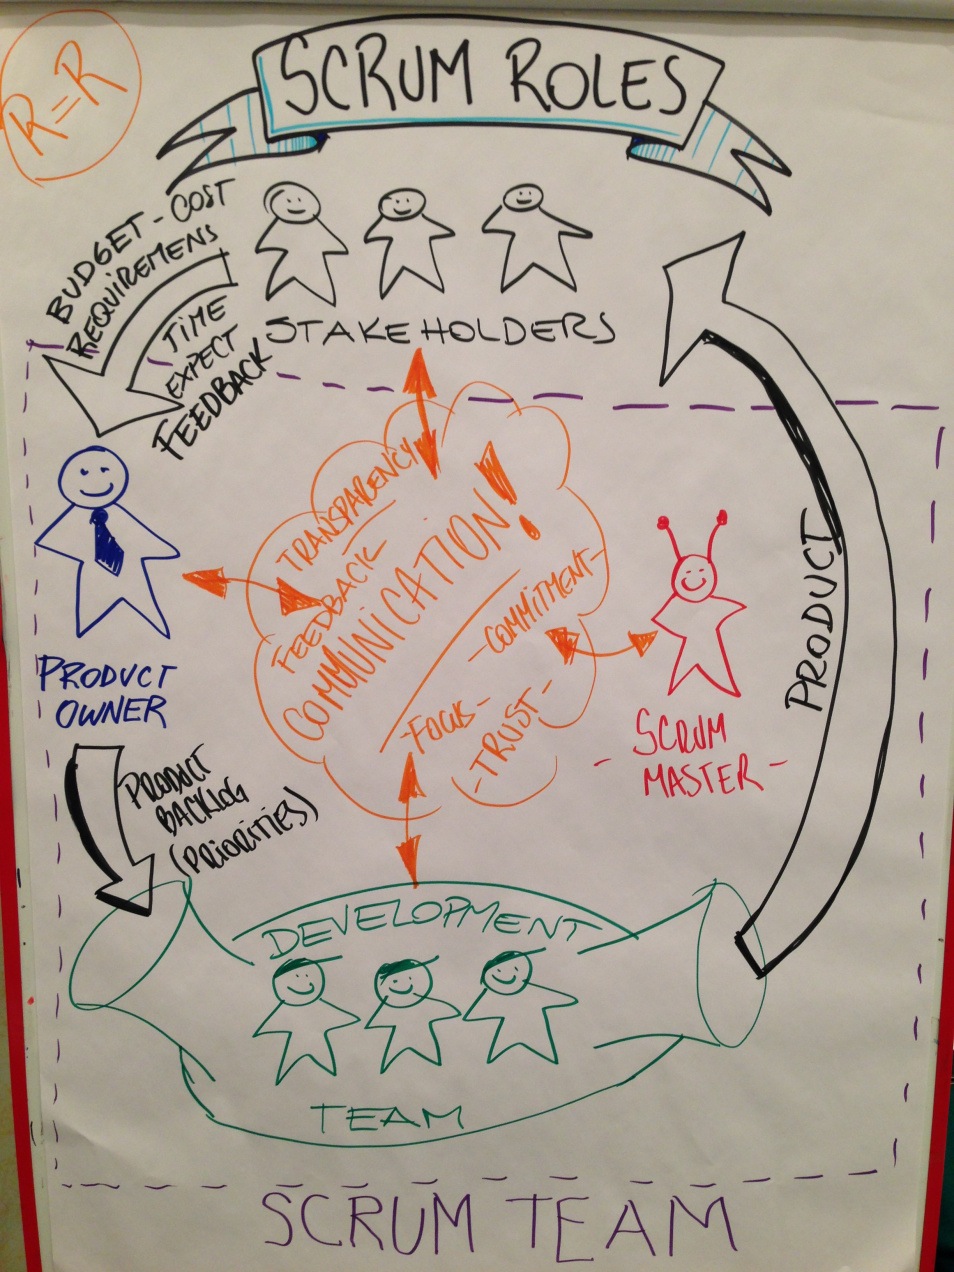 R=R
SCRUM ROLES
BUDGET - COST
REQUIREMENS
TIME
EXPECT
FEEDBACK
STAKEHOLDERS
TRANSPARENCY
FEEDBACK
COMMUNICATION!
-COMMITMENT-
-FOCUS-
-TRUST-
PRODUCT
OWNER
SCRUM
- MASTER -
PRODUCT
PRODUCT
BACKLOG
(PRIORITIES)
DEVELOPMENT
TEAM
SCRUM TEAM